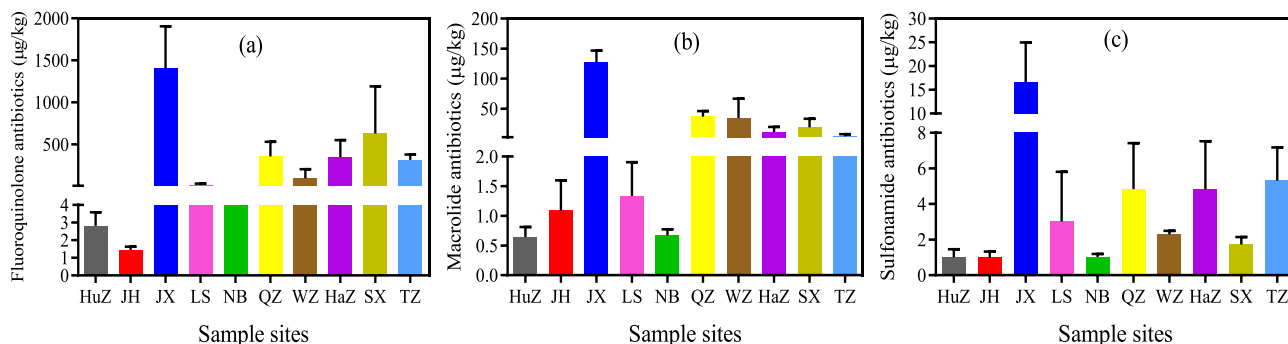 (a)
Fluoroquinolone antibiotics (μg/kg)
2000
1500
1000
500
4
3
2
1
0
HuZ JH JX LS NB QZ WZ HaZ SX TZ
Sample sites
(b)
Macrolide antibiotics (μg/kg)
200
150
100
50
2.0
1.5
1.0
0.5
0.0
HuZ JH JX LS NB QZ WZ HaZ SX TZ
Sample sites
(c)
Sulfonamide antibiotics (μg/kg)
30
25
20
15
10
8
6
4
2
0
HuZ JH JX LS NB QZ WZ HaZ SX TZ
Sample sites